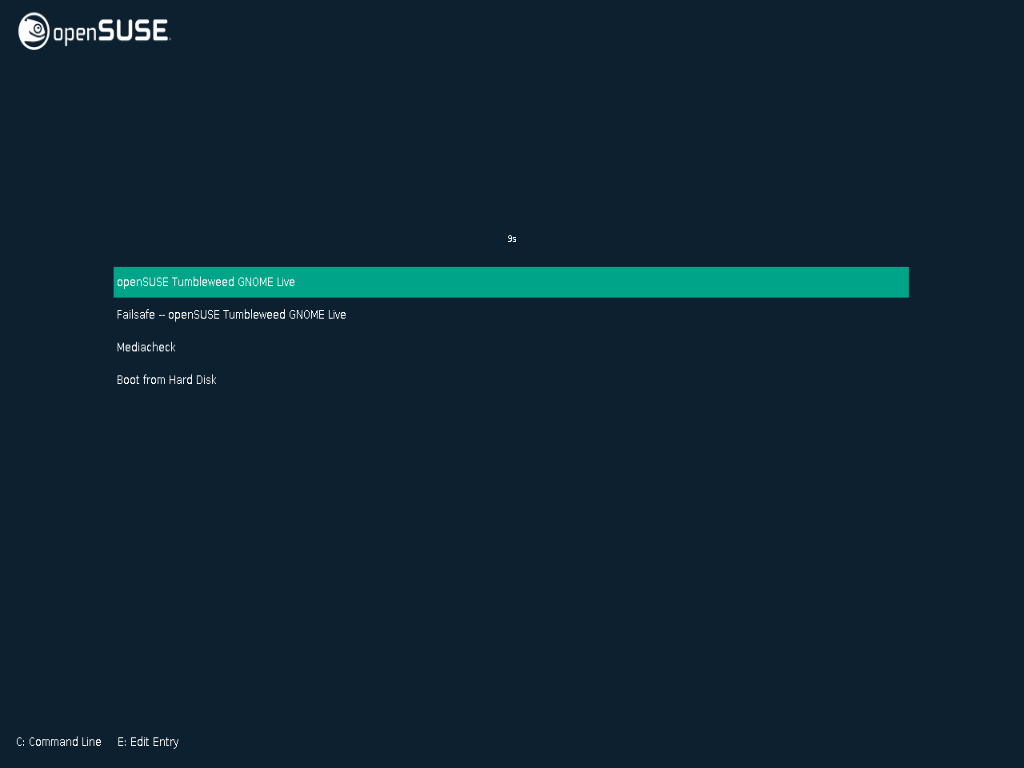 openSUSE
9s
openSUSE Tumbleweed GNOME Live
Failsafe -- openSUSE Tumbleweed GNOME Live
Mediacheck
Boot from Hard Disk
C: Command Line E: Edit Entry